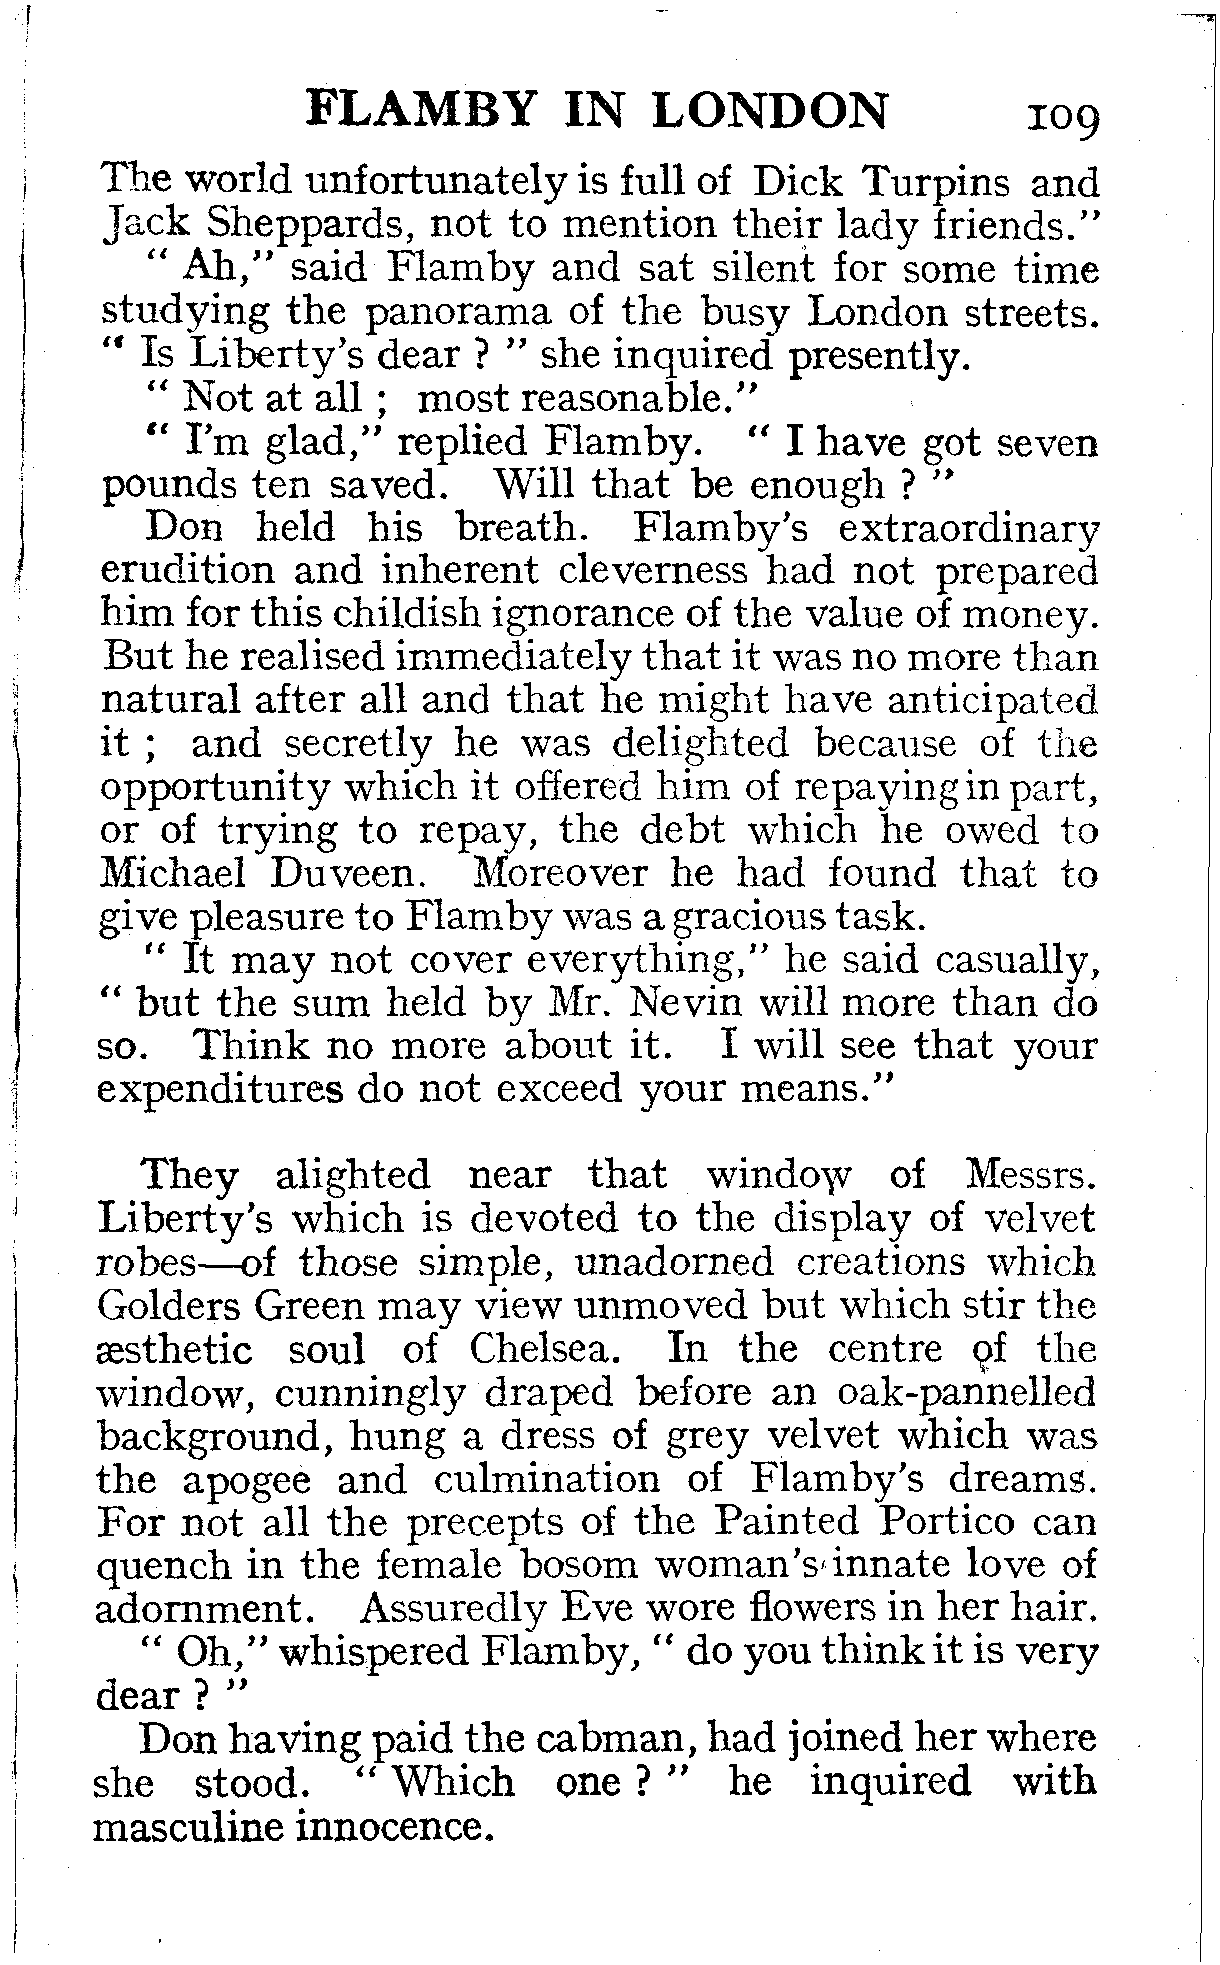 FLAMBY IN LONDON 109
The world unfortunately is full of Dick Turpins and
Jack Sheppards, not to mention their lady friends."
" Ah," said Flamby and sat silent for some time
studying the panorama of the busy London streets.
" Is Liberty's dear ? " she inquired presently.
" Not at all ; most reasonable."
" I'm glad," replied Flamby. " I have got seven
pounds ten saved. Will that be enough ? "
Don held his breath. Flamby's extraordinary
erudition and inherent cleverness had not prepared
him for this childish ignorance of the value of money.
But he realised immediately that it was no more than
natural after all and that he might have anticipated
it ; and secretly he was delighted because of the
opportunity which it offered him of repaying in part,
or of trying to repay, the debt which he owed to
Michael Duveen. Moreover he had found that to
give pleasure to Flamby was a gracious task.
" It may not cover everything," he said casually,
" but the sum held by Mr. Nevin will more than do
so. Think no more about it. I will see that your
expenditures do not exceed your means."
They alighted near that window of Messrs.
Liberty's which is devoted to the display of velvet
robes—of those simple, unadorned creations which
Golders Green may view unmoved but which stir the
æsthetic soul of Chelsea. In the centre of the
window, cunningly draped before an oak-pannelled
background, hung a dress of grey velvet which was
the apogee and culmination of Flamby's dreams.
For not all the precepts of the Painted Portico can
quench in the female bosom woman's innate love of
adornment. Assuredly Eve wore flowers in her hair.
" Oh," whispered Flamby, " do you think it is very
dear ? "
Don having paid the cabman, had joined her where
she stood. " Which one ? " he inquired with
masculine innocence.